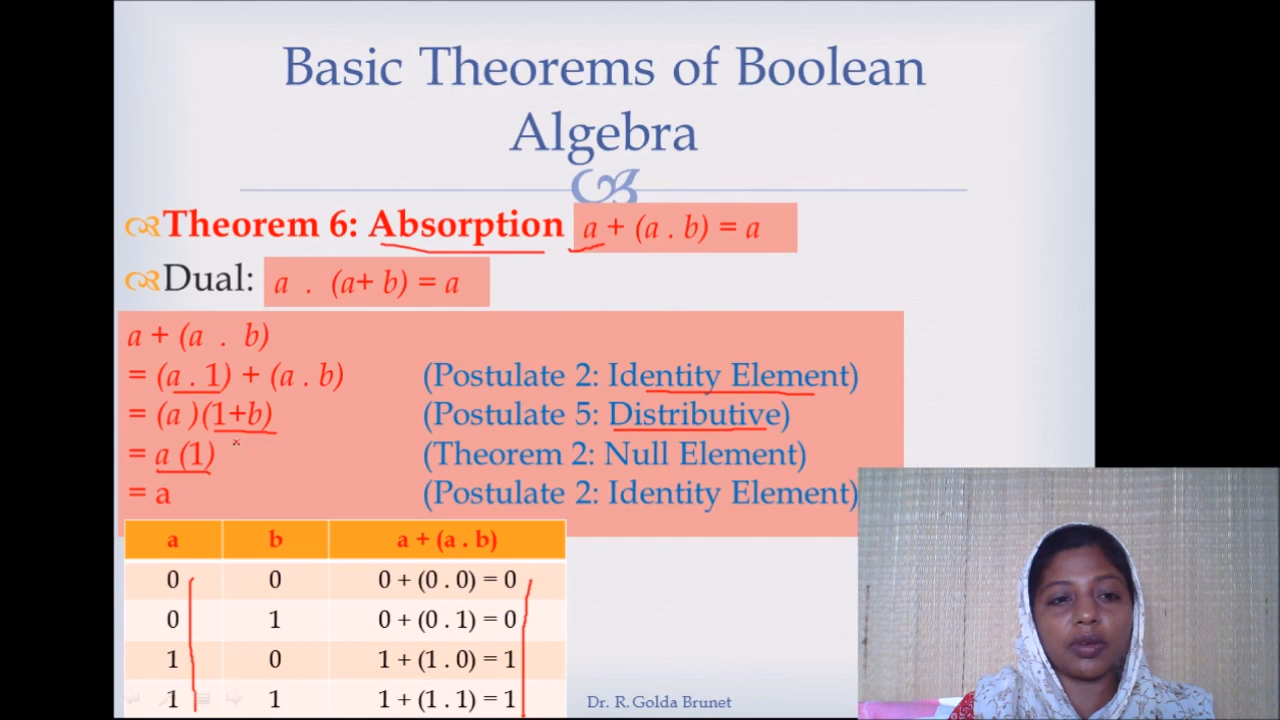 Basic Theorems of Boolean
Algebra
Theorem 6: Absorption a + (a . b) = a
Dual: a . (a+ b) = a
a + (a . b)
= (a . 1) + (a . b) (Postulate 2: Identity Element)
= (a )(1+b) (Postulate 5: Distributive)
= a (1) (Theorem 2: Null Element)
= a (Postulate 2: Identity Element)
a b a + (a . b)
0 0 0 + (0 . 0) = 0
0 1 0 + (0 . 1) = 0
1 0 1 + (1 . 0) = 1
1 1 1 + (1 . 1) = 1
Dr. R.Golda Brunet